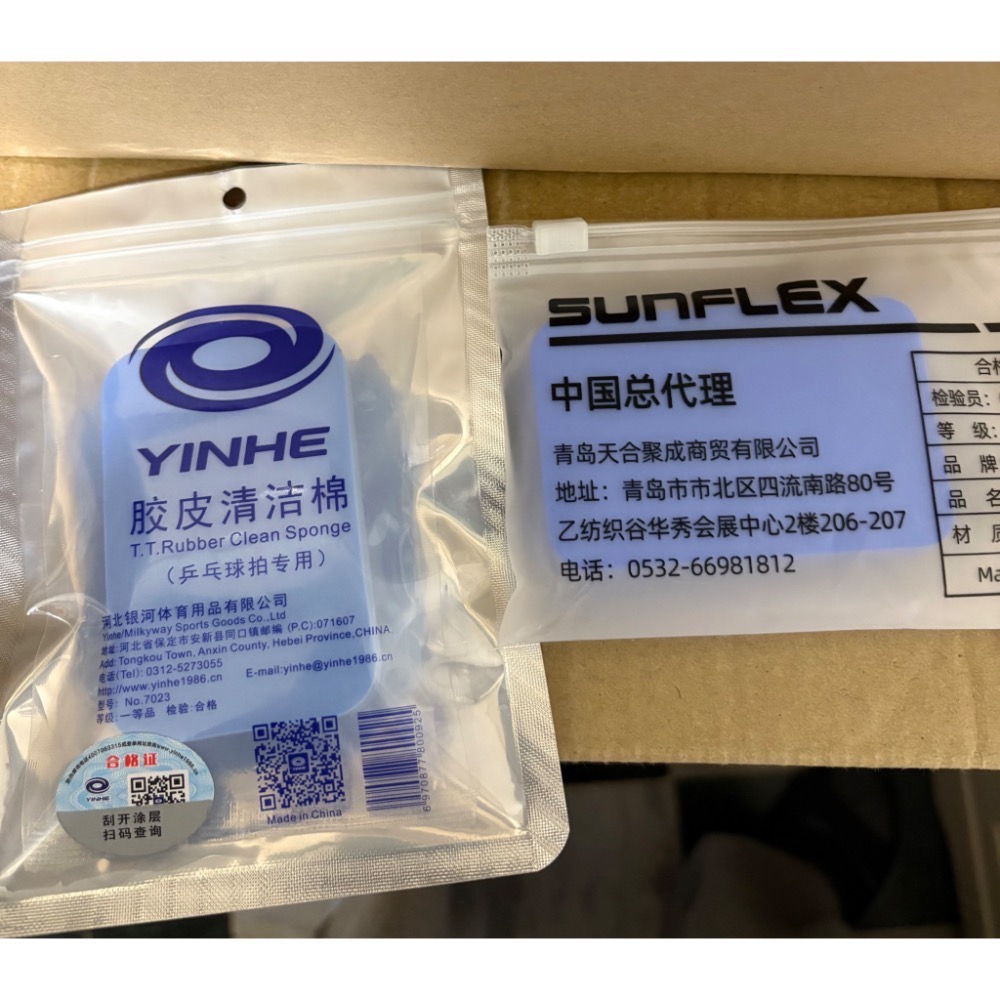 YINHE
胶皮清洁棉
T.T.Rubber Clean Sponge
(乒乓球拍专用)
河北银河体育用品有限公司
Yinhe/Milkyway Sports Goods Co.,Ltd
地址:河北省保定市安新县同口镇邮编 (P.C):071607
Add: Tongkou Town, Anxin County, Hebei Province,CHINA.
电话(Tel): 0312-5273055 E-mail:yinhe@yinhe1986.cn
http://www.yinhe1986.cn
型号: No.7023
等级:一等品 检验:合格
合格证
YINHE
刮开涂层
扫码查询
Made in China
6970877800925
SUNFLEX
中国总代理
青岛天合聚成商贸有限公司
地址：青岛市市北区四流南路80号
乙纺织谷华秀会展中心2楼206-207
电话：0532-66981812
合格
检验员：
等 级：
品 牌
品 名
材 质
Ma